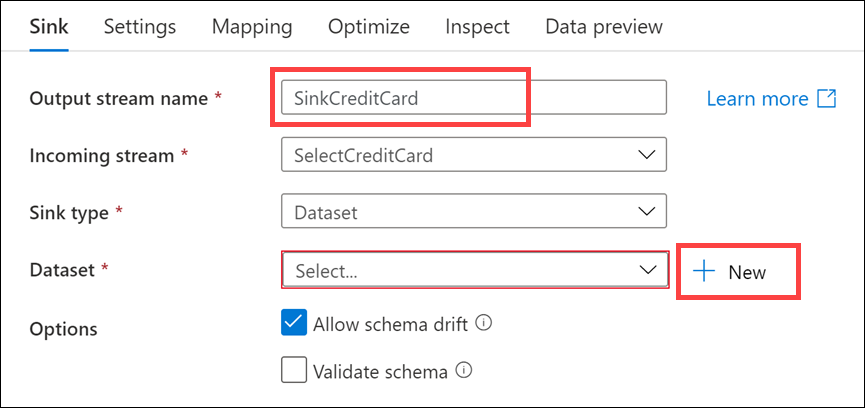 Sink Settings Mapping Optimize Inspect Data preview
Output stream name * SinkCreditCard Learn more
Incoming stream * SelectCreditCard
Sink type * Dataset
Dataset * Select... + New
Options Allow schema drift
Validate schema